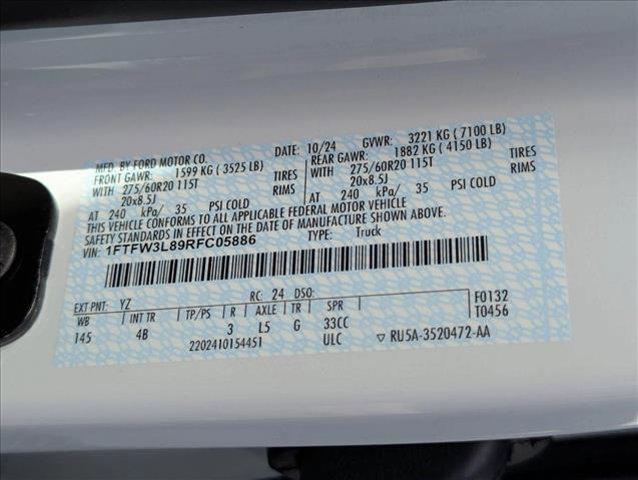 MFD. BY FORD MOTOR CO. 10/24 GVWR: 3221 KG ( 7100 LB)
FRONT GAWR: 1599 KG ( 3525 LB) REAR GAWR: 1882 KG ( 4150 LB)
WITH 275/60R20 115T TIRES WITH 275/60R20 115T TIRES
20x8.5J RIMS 20x8.5J RIMS
AT 240 kPa/ 35 PSI COLD AT 240 kPa/ 35 PSI COLD
THIS VEHICLE CONFORMS TO ALL APPLICABLE FEDERAL MOTOR VEHICLE
SAFETY STANDARDS IN EFFECT ON THE DATE OF MANUFACTURE SHOWN ABOVE.
VIN: 1FTFW3L89RFC05886 TYPE: Truck
EXT PNT: YZ RC: 24 DSO: F0132
WB INT TR TP/PS R AXLE TR SPR T0456
145 4B 3 L5 G 33CC
2202410154451 ULC ▽ RU5A-3520472-AA